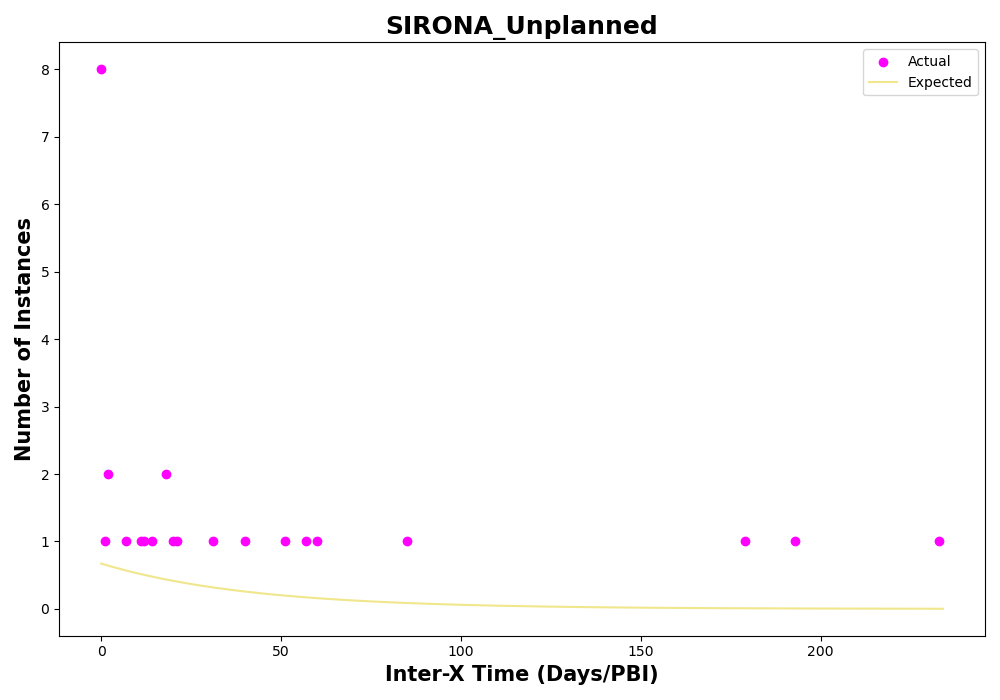 SIRONA_Unplanned
Actual
Expected
8
7
6
5
4
3
2
1
0
Number of Instances
0 50 100 150 200
Inter-X Time (Days/PBI)